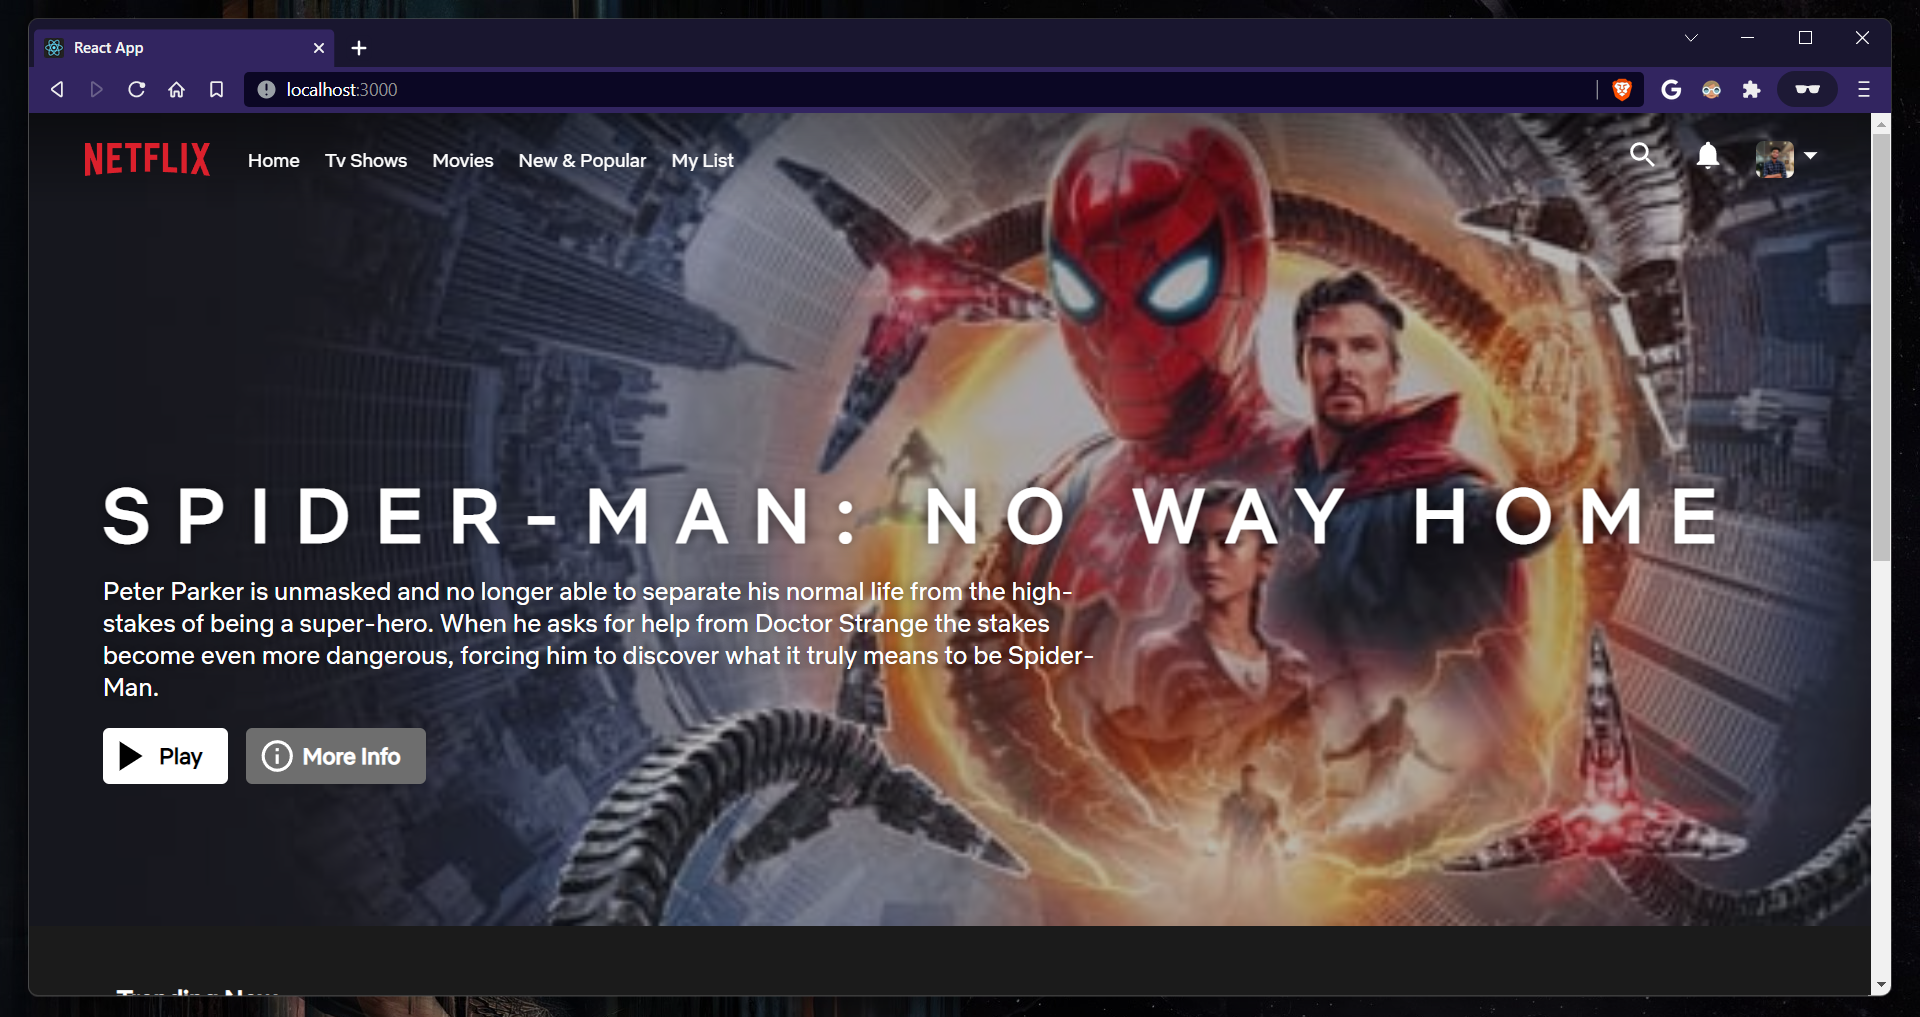 React App
localhost:3000
NETFLIX Home Tv Shows Movies New & Popular My List
SPIDER-MAN: NO WAY HOME
Peter Parker is unmasked and no longer able to separate his normal life from the high-
stakes of being a super-hero. When he asks for help from Doctor Strange the stakes
become even more dangerous, forcing him to discover what it truly means to be Spider-
Man.
Play More Info
Trending Now